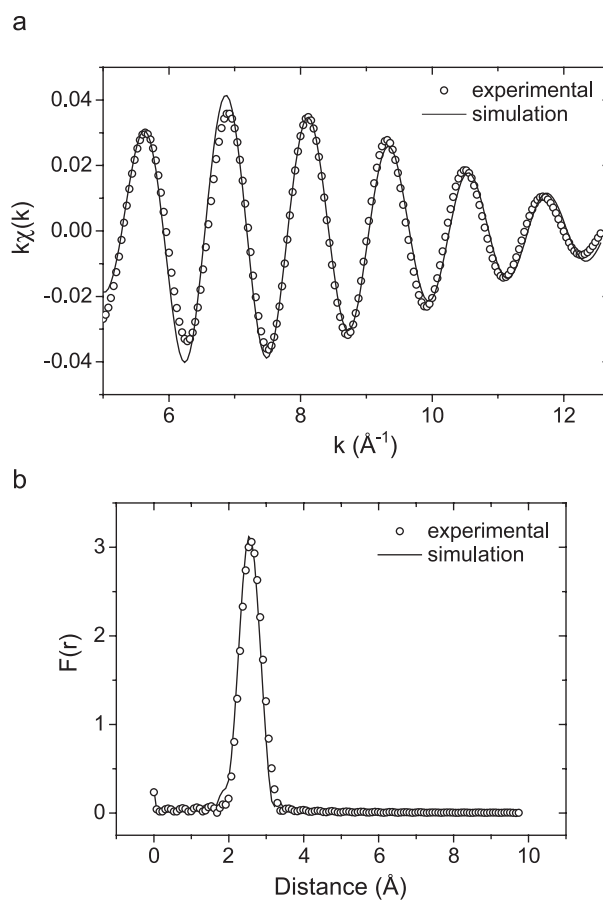 a
experimental
simulation
0.04
0.02
0.00
-0.02
-0.04
kχ(k)
6 8 10 12
k (Å⁻¹)
b
experimental
simulation
3
2
1
0
F(r)
0 2 4 6 8 10
Distance (Å)